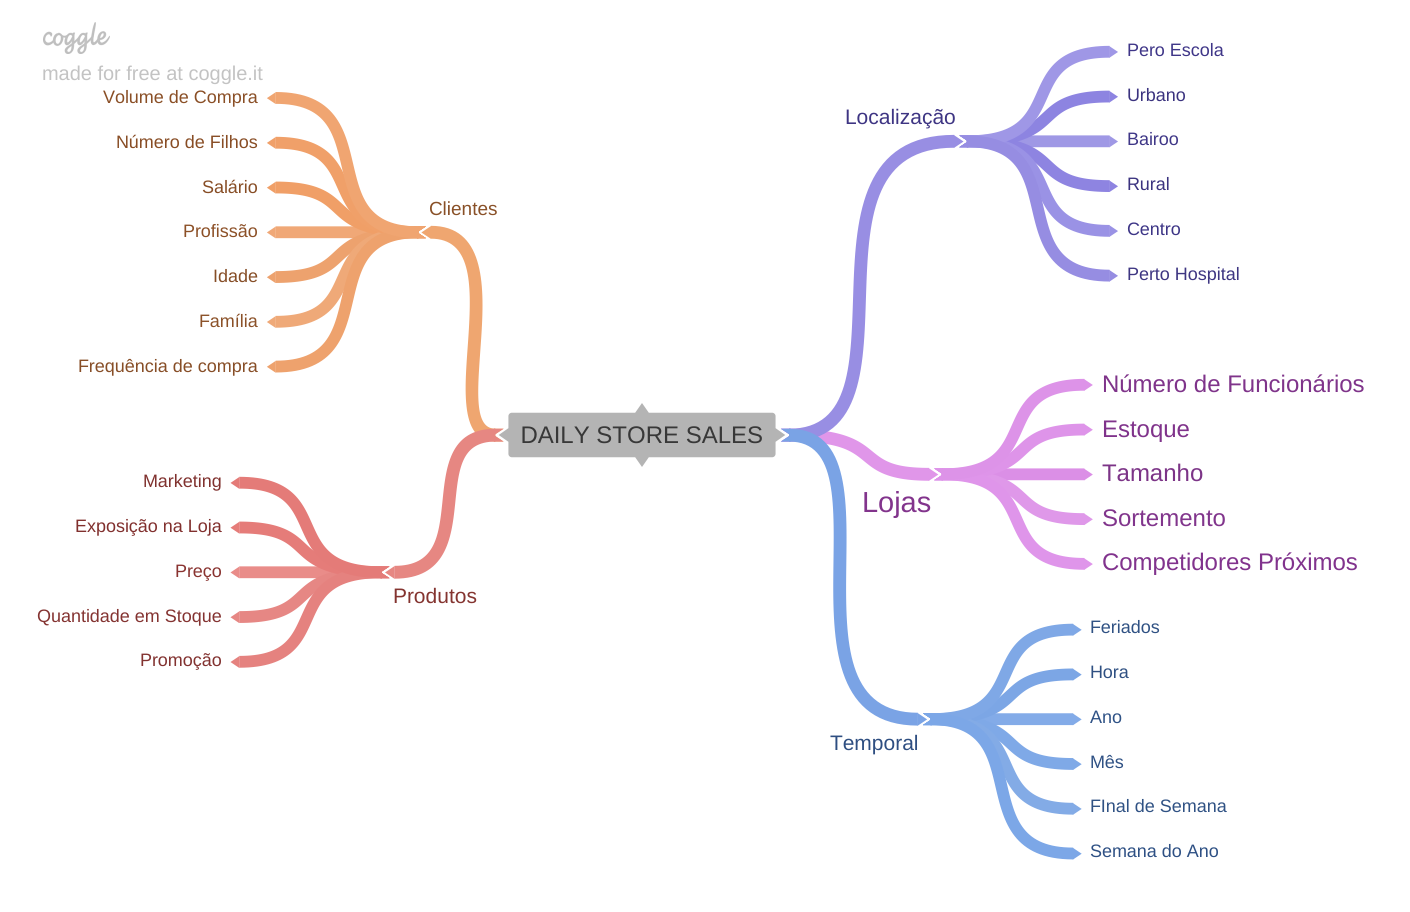 coggle
made for free at coggle.it
Volume de Compra
Número de Filhos
Salário
Profissão
Idade
Família
Frequência de compra
Clientes
Marketing
Exposição na Loja
Preço
Quantidade em Stoque
Promoção
Produtos
DAILY STORE SALES
Localização
Pero Escola
Urbano
Bairoo
Rural
Centro
Perto Hospital
Lojas
Número de Funcionários
Estoque
Tamanho
Sortemento
Competidores Próximos
Temporal
Feriados
Hora
Ano
Mês
FInal de Semana
Semana do Ano